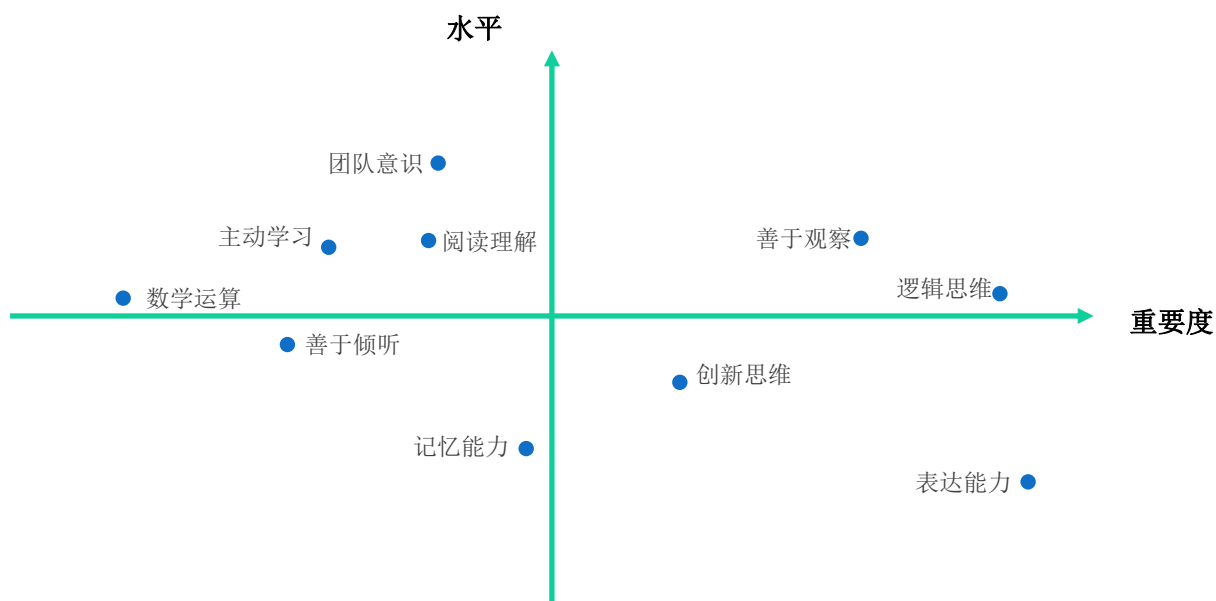 水平
团队意识
主动学习
阅读理解
善于观察
数学运算
逻辑思维
重要度
善于倾听
创新思维
记忆能力
表达能力